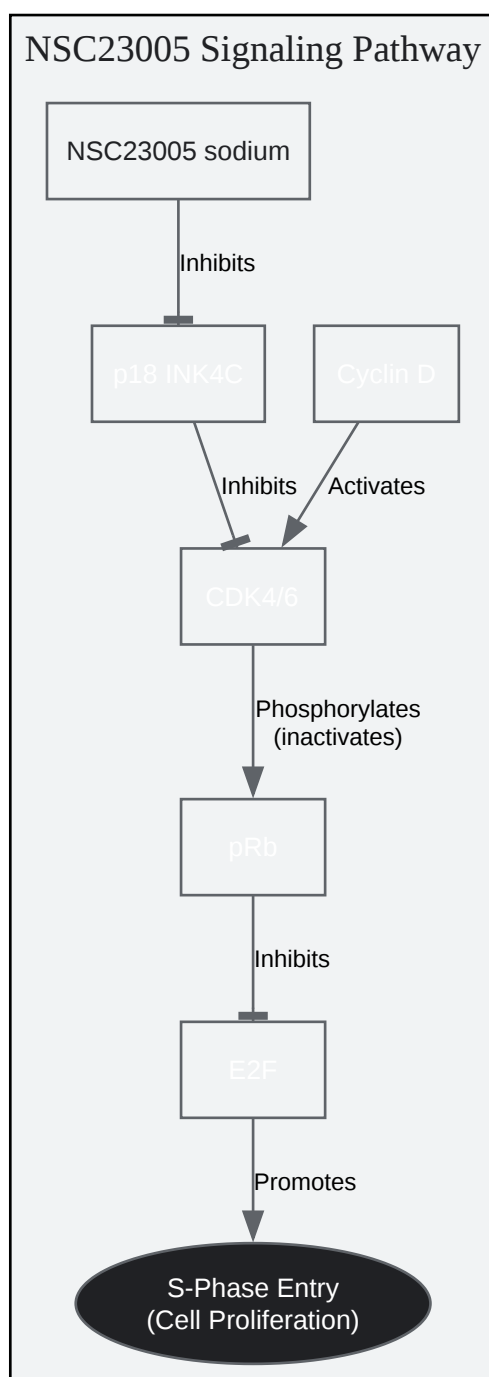 NSC23005 Signaling Pathway
NSC23005 sodium
Inhibits
p18 INK4C
Cyclin D
Inhibits
Activates
CDK4/6
Phosphorylates
(inactivates)
pRb
Inhibits
E2F
Promotes
S-Phase Entry
(Cell Proliferation)